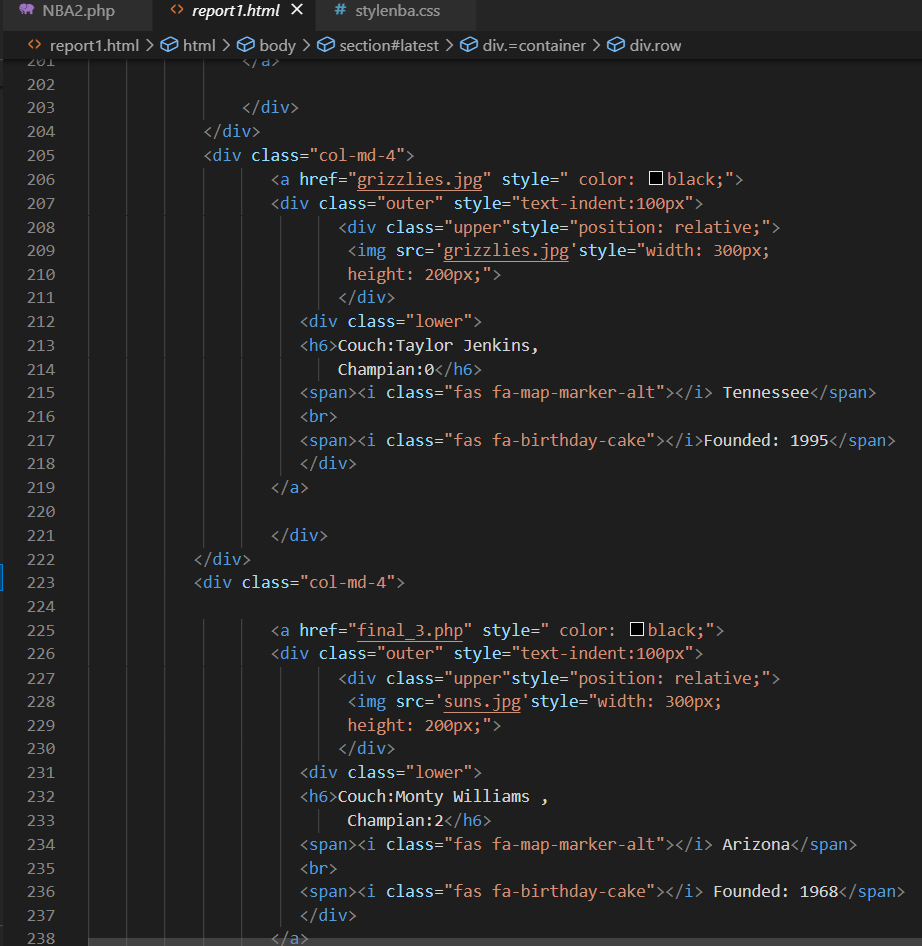 NBA2.php report1.html # stylenba.css
report1.html > html > body > section#latest > div.=container > div.row
201 </a>
202
203 </div>
204 </div>
205 <div class="col-md-4">
206 <a href="grizzlies.jpg" style=" color: black;">
207 <div class="outer" style="text-indent:100px">
208 <div class="upper"style="position: relative;">
209 <img src='grizzlies.jpg'style="width: 300px;
210 height: 200px;">
211 </div>
212 <div class="lower">
213 <h6>Couch:Taylor Jenkins,
214 Champian:0</h6>
215 <span><i class="fas fa-map-marker-alt"></i> Tennessee</span>
216 <br>
217 <span><i class="fas fa-birthday-cake"></i>Founded: 1995</span>
218 </div>
219 </a>
220
221 </div>
222 </div>
223 <div class="col-md-4">
224
225 <a href="final_3.php" style=" color: black;">
226 <div class="outer" style="text-indent:100px">
227 <div class="upper"style="position: relative;">
228 <img src='suns.jpg'style="width: 300px;
229 height: 200px;">
230 </div>
231 <div class="lower">
232 <h6>Couch:Monty Williams ,
233 Champian:2</h6>
234 <span><i class="fas fa-map-marker-alt"></i> Arizona</span>
235 <br>
236 <span><i class="fas fa-birthday-cake"></i> Founded: 1968</span>
237 </div>
238 </a>